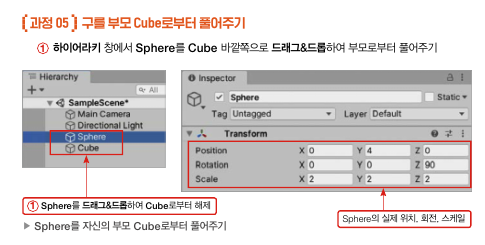 [ 과정 05 ] 구를 부모 Cube로부터 풀어주기
① 하이어라키 창에서 Sphere를 Cube 바깥쪽으로 드래그&드롭하여 부모로부터 풀어주기
Hierarchy
All
SampleScene*
Main Camera
Directional Light
Sphere
Cube
① Sphere를 드래그&드롭하여 Cube로부터 해제
▶ Sphere를 자신의 부모 Cube로부터 풀어주기
Inspector
Sphere Static
Tag Untagged Layer Default
Transform
Position X 0 Y 4 Z 0
Rotation X 0 Y 0 Z 90
Scale X 2 Y 2 Z 2
Sphere의 실제 위치, 회전, 스케일